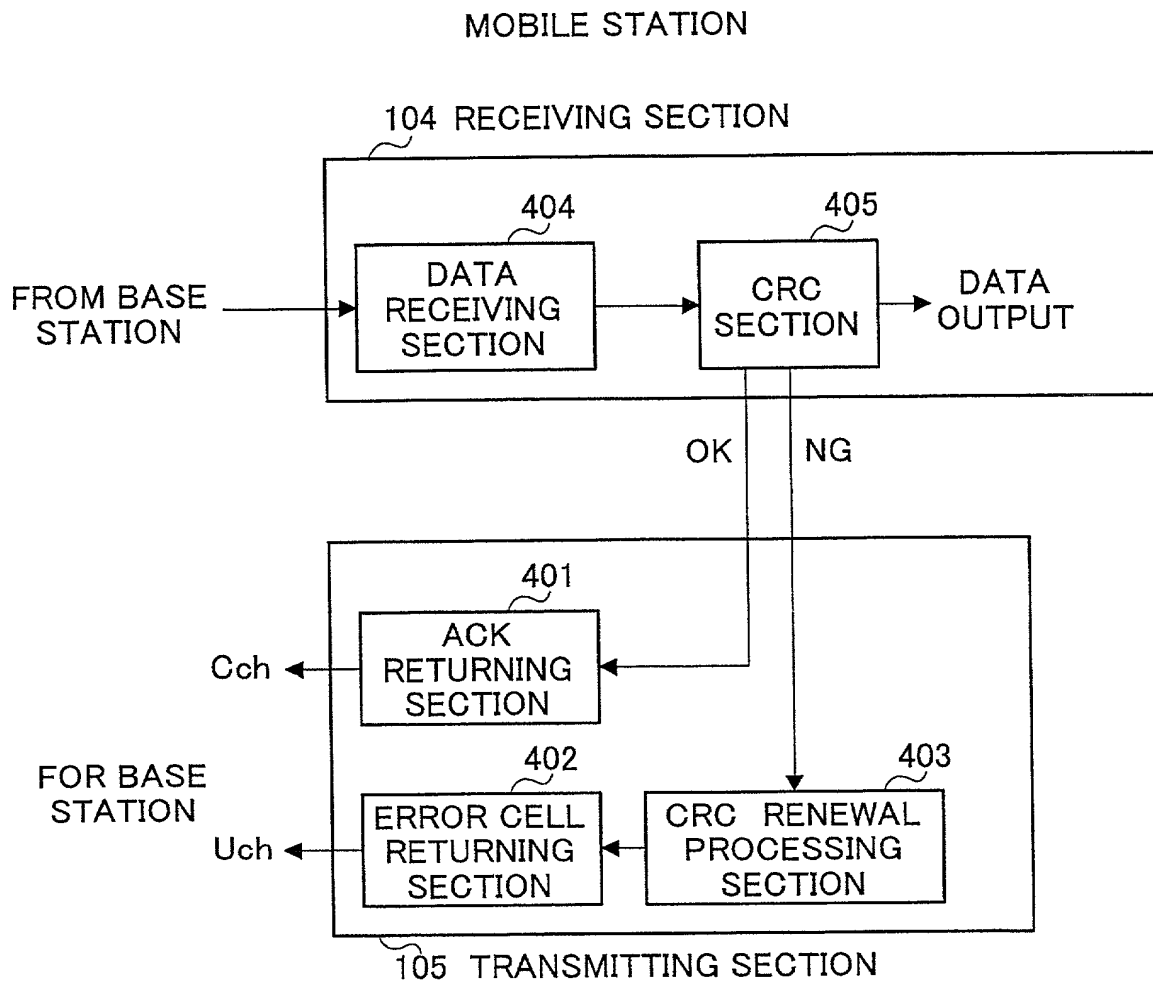 MOBILE STATION
104 RECEIVING SECTION
404
405
FROM BASE
STATION
DATA
RECEIVING
SECTION
CRC
SECTION
DATA
OUTPUT
OK
NG
401
ACK
RETURNING
SECTION
Cch
FOR BASE
STATION
402
403
Uch
ERROR CELL
RETURNING
SECTION
CRC RENEWAL
PROCESSING
SECTION
105 TRANSMITTING SECTION